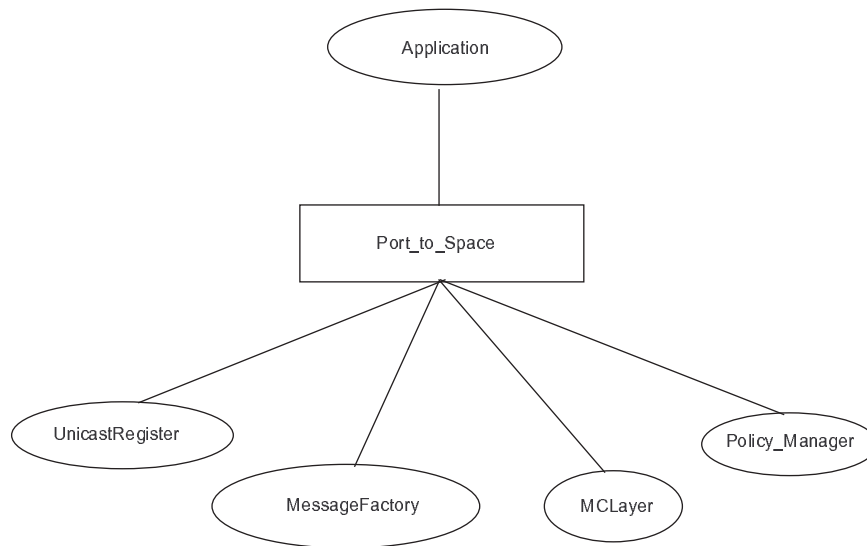 Application
Port_to_Space
UnicastRegister
Policy_Manager
MessageFactory
MCLayer